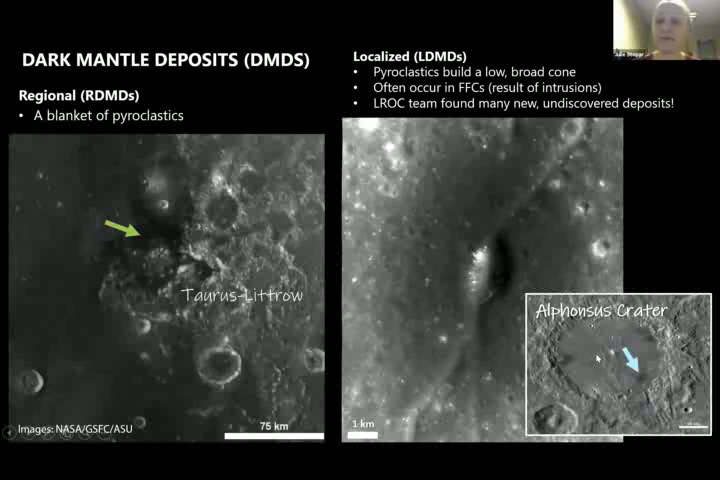 DARK MANTLE DEPOSITS (DMDS)
Regional (RDMDs)
• A blanket of pyroclastics
Localized (LDMDs)
• Pyroclastics build a low, broad cone
• Often occur in FFCs (result of intrusions)
• LROC team found many new, undiscovered deposits!
Taurus-Littrow
Images: NASA/GSFC/ASU
75 km
1 km
Alphonsus Crater